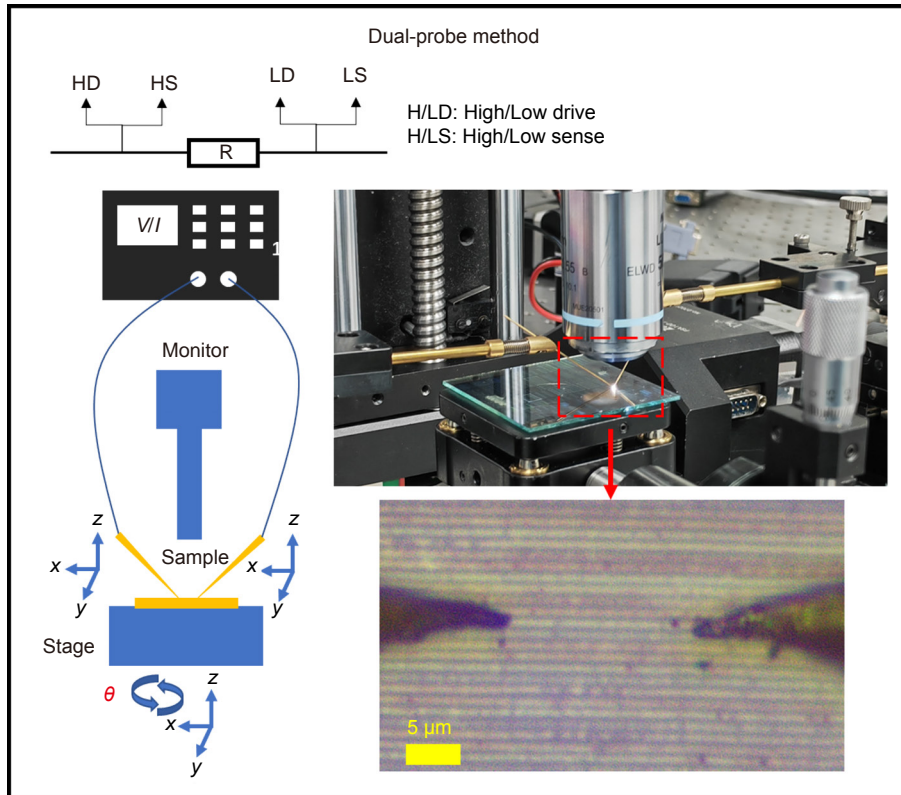 Dual-probe method
HD
HS
LD
LS
R
H/LD: High/Low drive
H/LS: High/Low sense
V/I
1
Monitor
ELWD
55 B
z
x
y
Sample
z
x
y
Stage
θ
z
x
y
5 µm